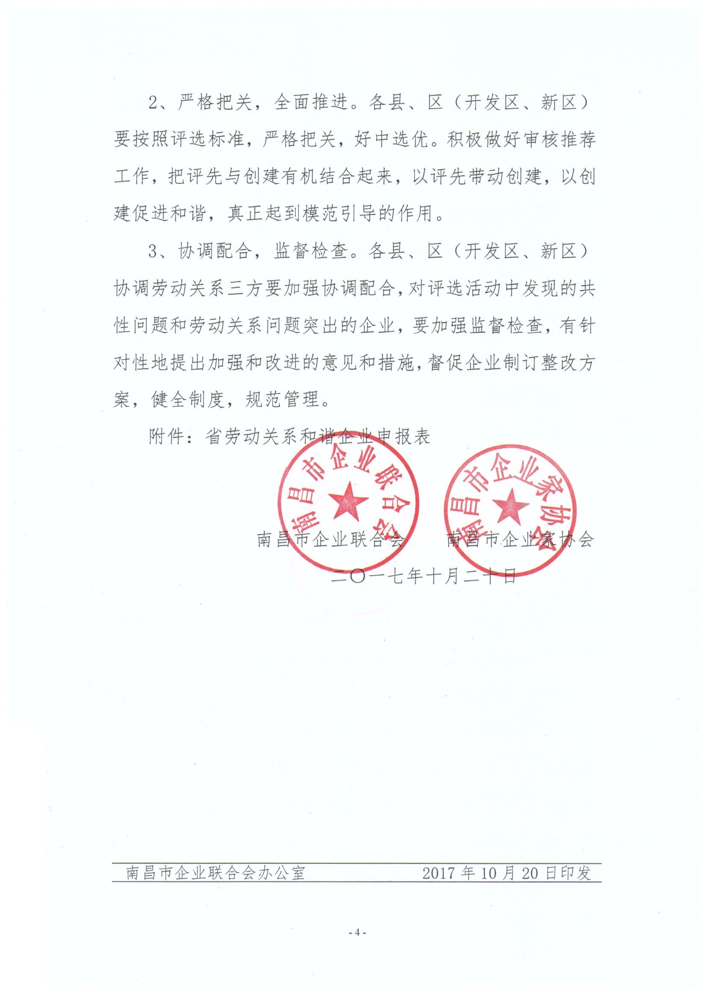 2、严格把关，全面推进。各县、区（开发区、新区）
要按照评选标准，严格把关，好中选优。积极做好审核推荐
工作，把评先与创建有机结合起来，以评先带动创建，以创
建促进和谐，真正起到模范引导的作用。
3、协调配合，监督检查。各县、区（开发区、新区）
协调劳动关系三方要加强协调配合，对评选活动中发现的共
性问题和劳动关系问题突出的企业，要加强监督检查，有针
对性地提出加强和改进的意见和措施，督促企业制订整改方
案，健全制度，规范管理。
附件：省劳动关系和谐企业申报表
南昌市企业联合会
南昌市企业家协会
南昌市企业联合会 南昌市企业家协会
二〇一七年十月二十日
南昌市企业联合会办公室 2017年10月20日印发
- 4 -